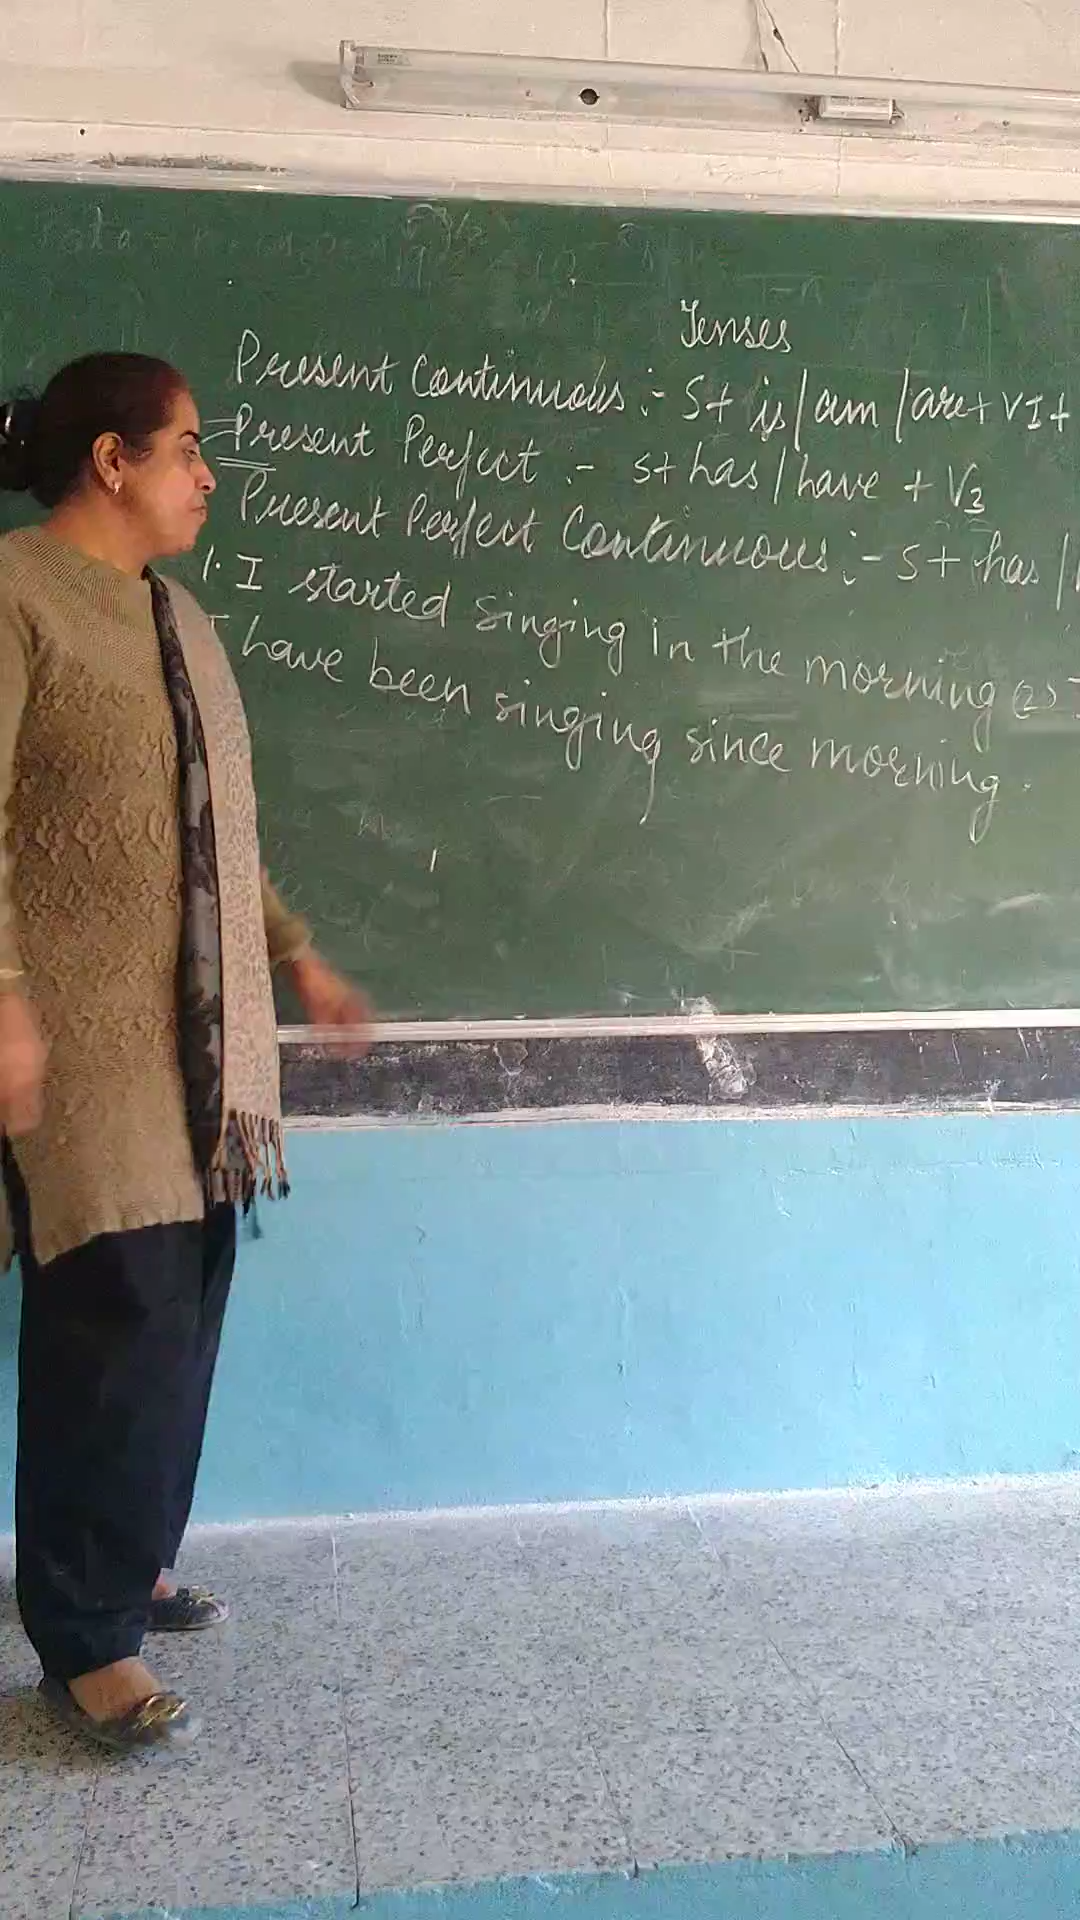 Tenses
Present Continuous :- S+ is/am/are+ VI+
Present Perfect :- S+ has/have + V3
Present Perfect Continuous :- S+ has/
1. I started singing in the morning (2)
I have been singing since morning.